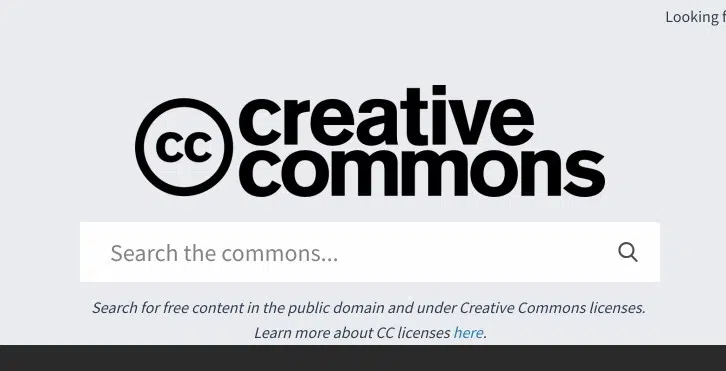 Looking
cc
creative
commons
Search the commons...
Search for free content in the public domain and under Creative Commons licenses.
Learn more about CC licenses here.